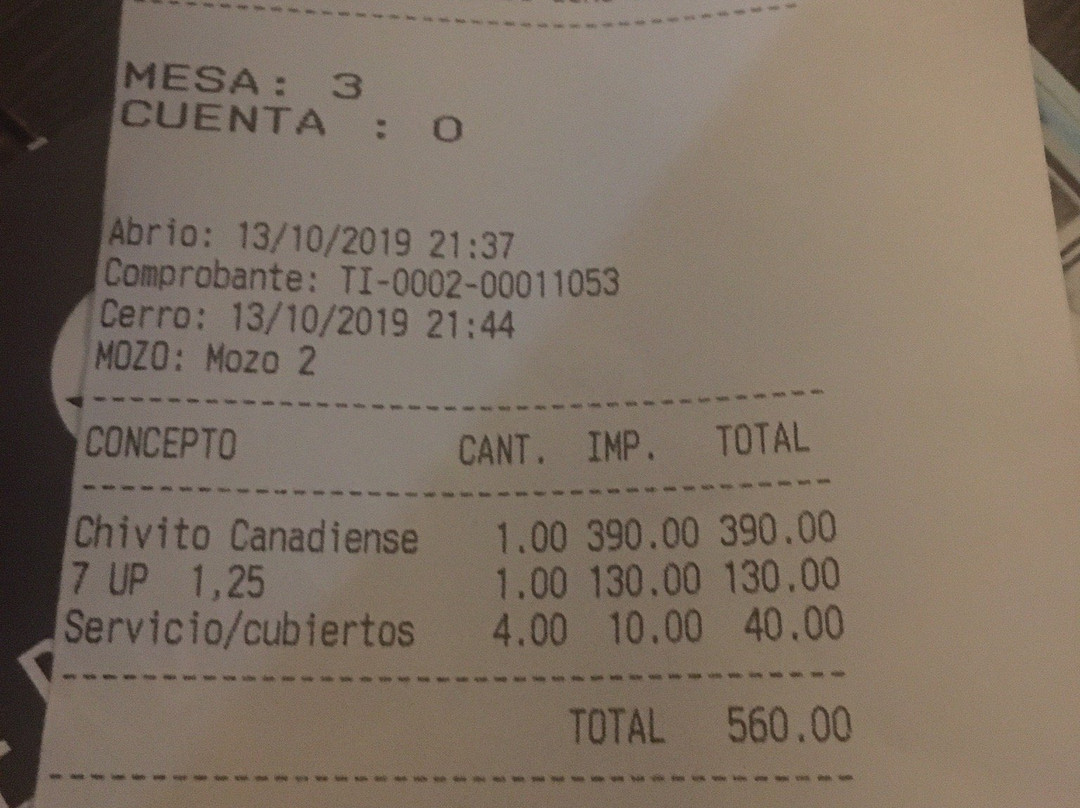 MESA: 3
CUENTA : 0
Abrio: 13/10/2019 21:37
Comprobante: TI-0002-00011053
Cerro: 13/10/2019 21:44
MOZO: Mozo 2
CONCEPTO CANT. IMP. TOTAL
Chivito Canadiense 1.00 390.00 390.00
7 UP 1,25 1.00 130.00 130.00
Servicio/cubiertos 4.00 10.00 40.00
TOTAL 560.00